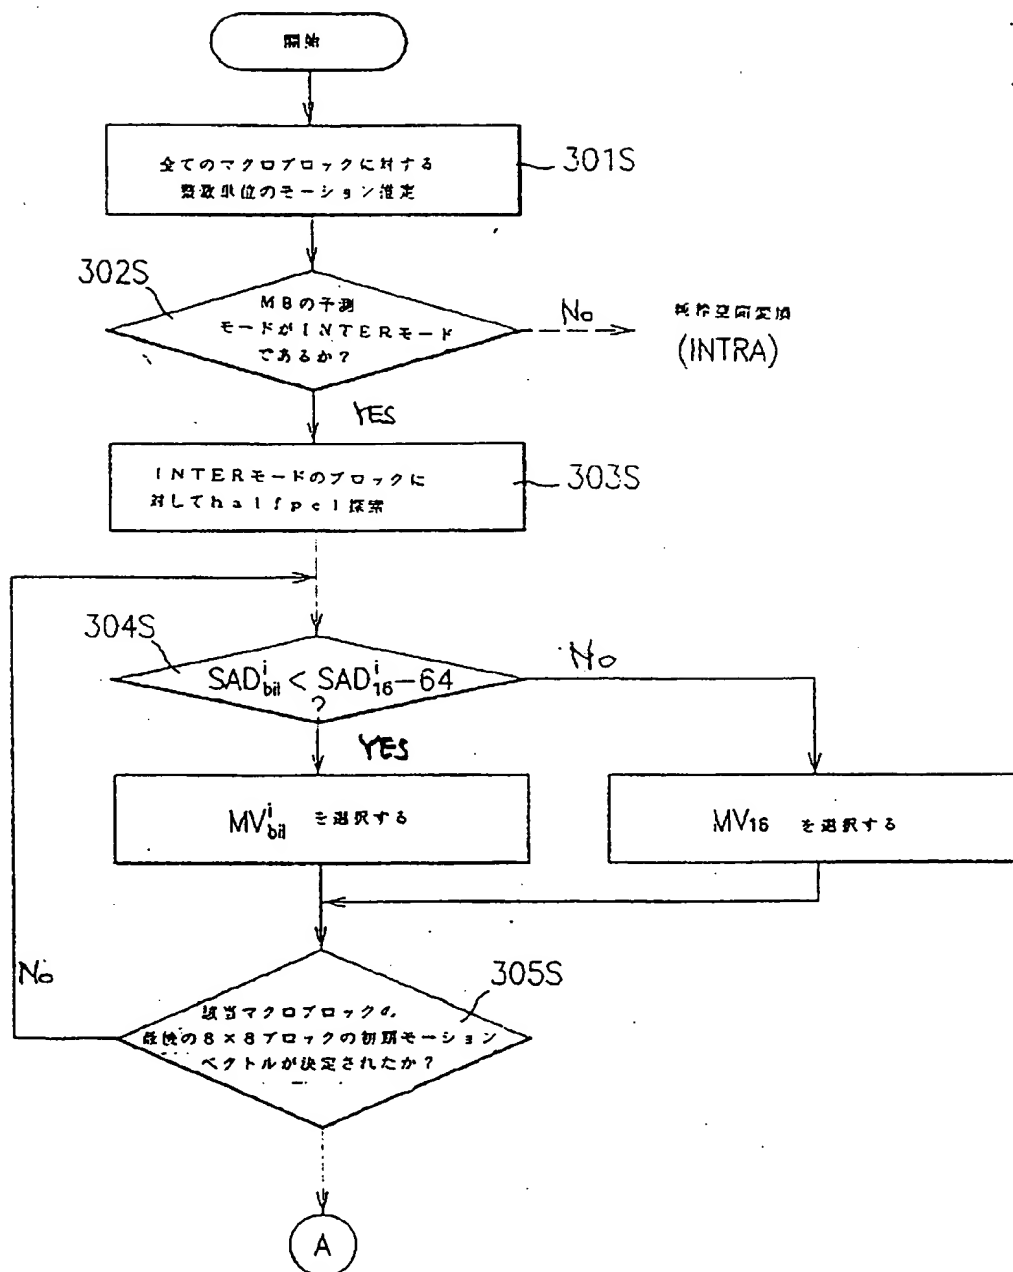 開始
全てのマクロブロックに対する
整数単位のモーション推定
301S
302S
MBの予測
モードがINTERモード
であるか？
No
(INTRA)
YES
INTERモードのブロックに
対してhalfpel探索
303S
304S
SAD^i_bil < SAD^i_16−64
?
No
YES
MV^i_bil を選択する
MV16 を選択する
No
305S
該当マクロブロックの
最後の8×8ブロックの初期モーション
ベクトルが決定されたか？
A